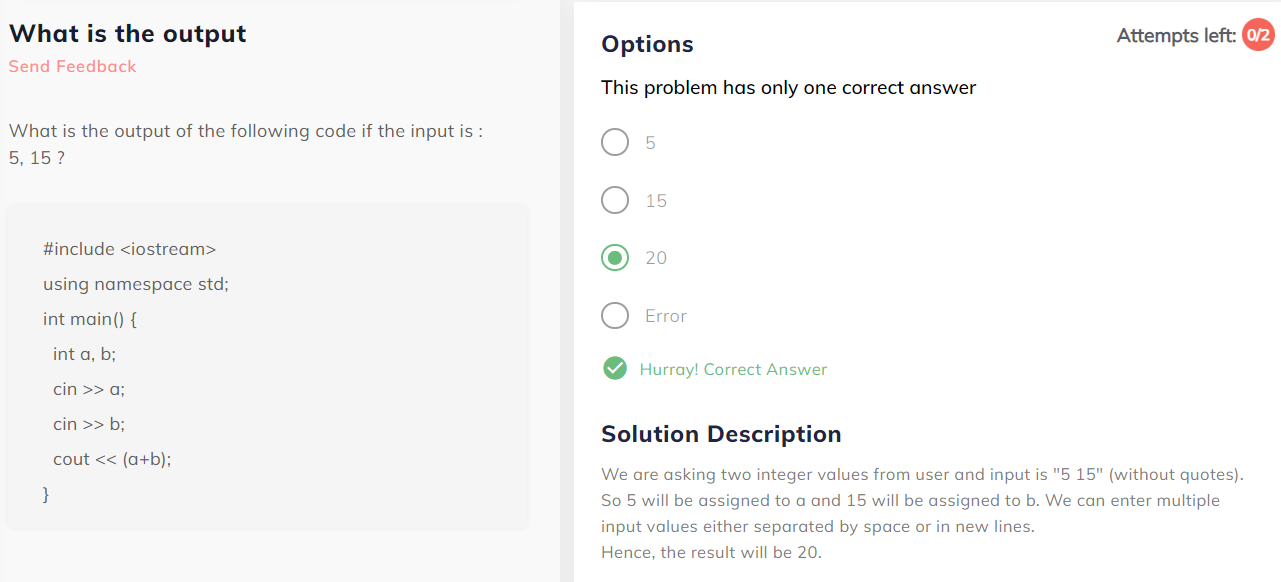 What is the output
Send Feedback
What is the output of the following code if the input is :
5, 15 ?
#include <iostream>
using namespace std;
int main() {
int a, b;
cin >> a;
cin >> b;
cout << (a+b);
}
Options
Attempts left: 0/2
This problem has only one correct answer
5
15
20
Error
Hurray! Correct Answer
Solution Description
We are asking two integer values from user and input is "5 15" (without quotes).
So 5 will be assigned to a and 15 will be assigned to b. We can enter multiple
input values either separated by space or in new lines.
Hence, the result will be 20.